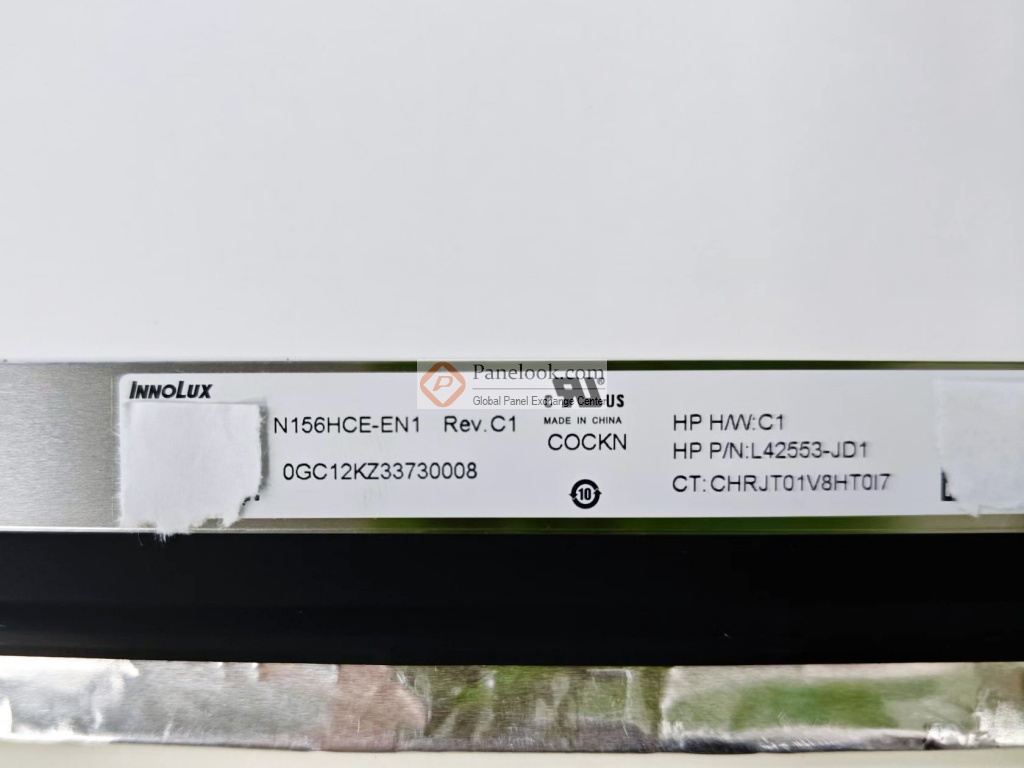 INNOLUX
N156HCE-EN1 Rev.C1
0GC12KZ33730008
Panelook.com
Global Panel Exchange Center
c US
MADE IN CHINA
COCKN
10
HP H/W:C1
HP P/N:L42553-JD1
CT:CHRJT01V8HT0I7